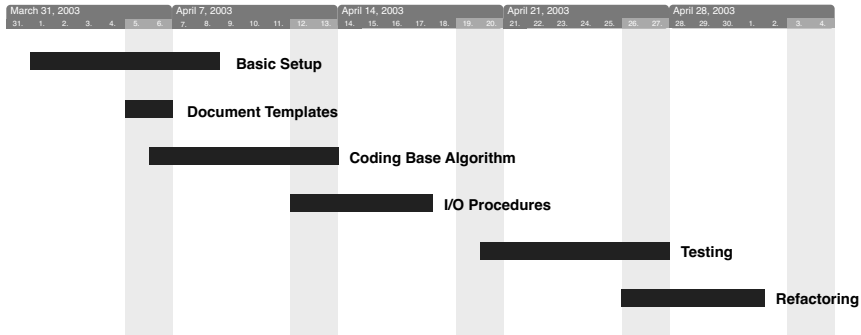 March 31, 2003 April 7, 2003 April 14, 2003 April 21, 2003 April 28, 2003
31. 1. 2. 3. 4. 5. 6. 7. 8. 9. 10. 11. 12. 13. 14. 15. 16. 17. 18. 19. 20. 21. 22. 23. 24. 25. 26. 27. 28. 29. 30. 1. 2. 3. 4.
Basic Setup
Document Templates
Coding Base Algorithm
I/O Procedures
Testing
Refactoring